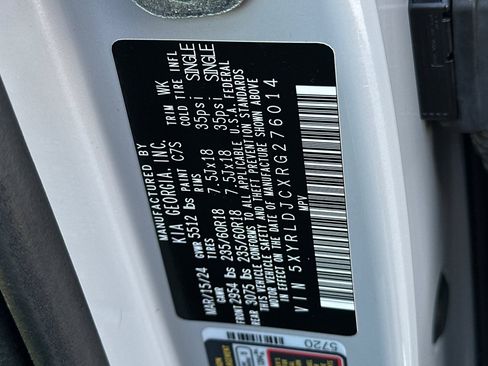 MANUFACTURED BY
KIA GEORGIA, INC.
MAR/15/24 GVWR 5512 lbs PAINT C7S TRIM WK
GAWR TIRES RIMS COLD TIRE INFL
FRONT 2954 lbs 235/60R18 7.5Jx18 35psi SINGLE
REAR 3075 lbs 235/60R18 7.5Jx18 35psi SINGLE
THIS VEHICLE CONFORMS TO ALL APPLICABLE U.S.A. FEDERAL
MOTOR VEHICLE SAFETY AND THEFT PREVENTION STANDARDS
IN EFFECT ON THE DATE OF MANUFACTURE SHOWN ABOVE
MPV
VIN 5XYRLDJCXRG276014
5720